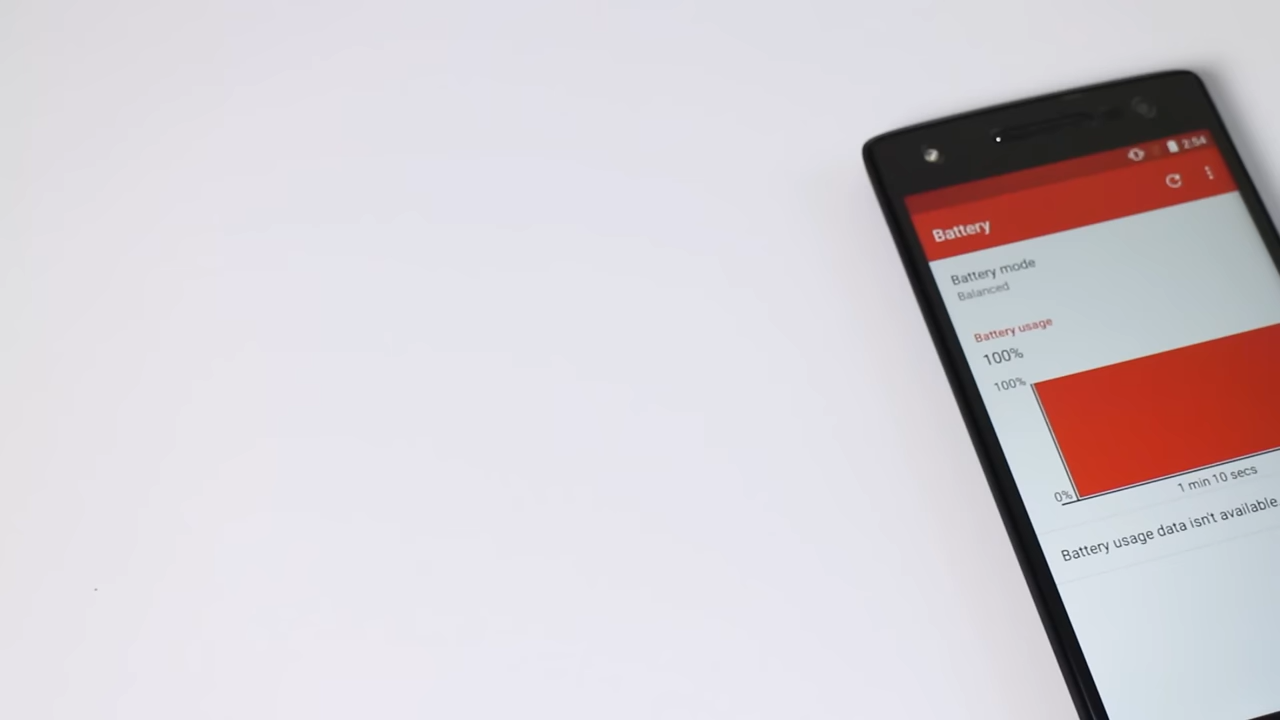 2:54
Battery
Battery mode
Balanced
Battery usage
100%
100%
0%
1 min 10 secs
Battery usage data isn't available.